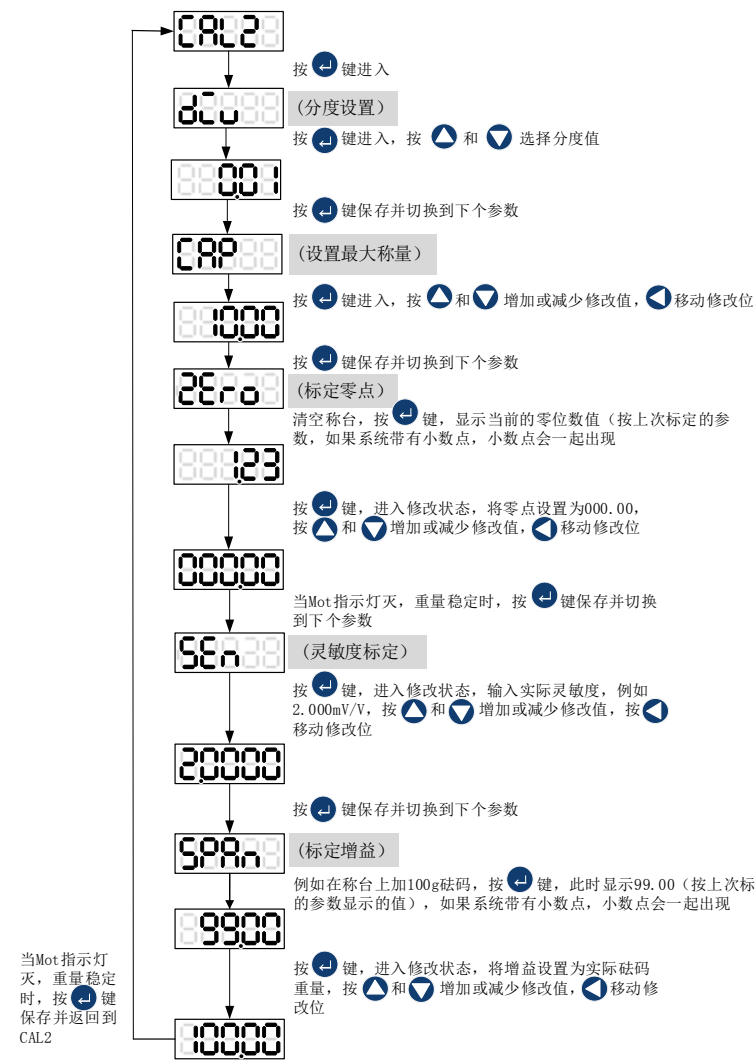 CAL2
按 键进入
div
(分度设置)
按 键进入，按 和 选择分度值
0.01
按 键保存并切换到下个参数
CAP
(设置最大称量)
按 键进入，按 和 增加或减少修改值， 移动修改位
10.00
按 键保存并切换到下个参数
ZEro
(标定零点)
清空称台，按 键，显示当前的零位数值（按上次标定的参
数，如果系统带有小数点，小数点会一起出现
1.23
按 键，进入修改状态，将零点设置为000.00，
按 和 增加或减少修改值， 移动修改位
000.00
当Mot指示灯灭，重量稳定时，按 键保存并切换
到下个参数
SEn
(灵敏度标定)
按 键，进入修改状态，输入实际灵敏度，例如
2.000mV/V，按 和 增加或减少修改值，按
移动修改位
2.0000
按 键保存并切换到下个参数
SPAn
(标定增益)
例如在称台上加100g砝码，按 键，此时显示99.00（按上次标
的参数显示的值），如果系统带有小数点，小数点会一起出现
99.00
按 键，进入修改状态，将增益设置为实际砝码
重量，按 和 增加或减少修改值， 移动修
改位
100.00
当Mot指示灯
灭，重量稳定
时，按 键
保存并返回到
CAL2